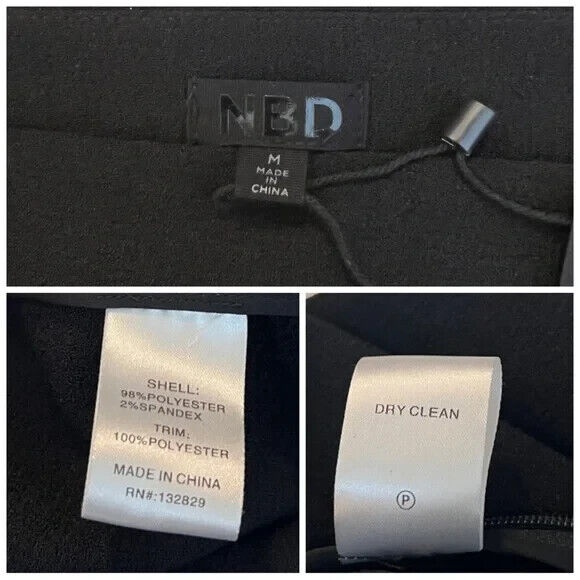 NBD
M
MADE
IN
CHINA
SHELL:
98%POLYESTER
2%SPANDEX
TRIM:
100%POLYESTER
MADE IN CHINA
RN#:132829
DRY CLEAN
P